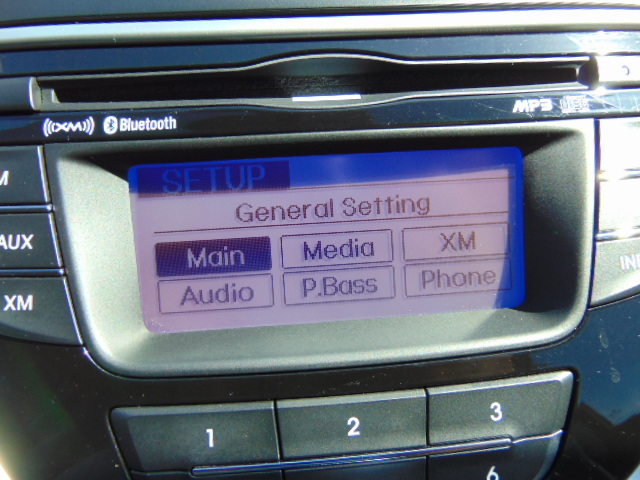 MP3
((XM)) Bluetooth
SETUP
General Setting
Main Media XM
Audio P.Bass Phone
AUX
XM
1 2 3
6